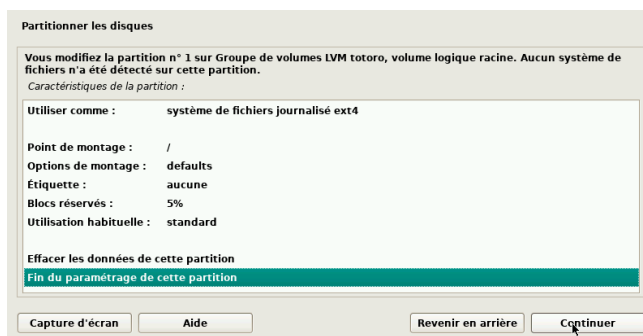 Partitionner les disques
Vous modifiez la partition n° 1 sur Groupe de volumes LVM totoro, volume logique racine. Aucun système de
fichiers n'a été détecté sur cette partition.
Caractéristiques de la partition :
Utiliser comme : système de fichiers journalisé ext4
Point de montage : /
Options de montage : defaults
Étiquette : aucune
Blocs réservés : 5%
Utilisation habituelle : standard
Effacer les données de cette partition
Fin du paramétrage de cette partition
Capture d'écran Aide Revenir en arrière Continuer